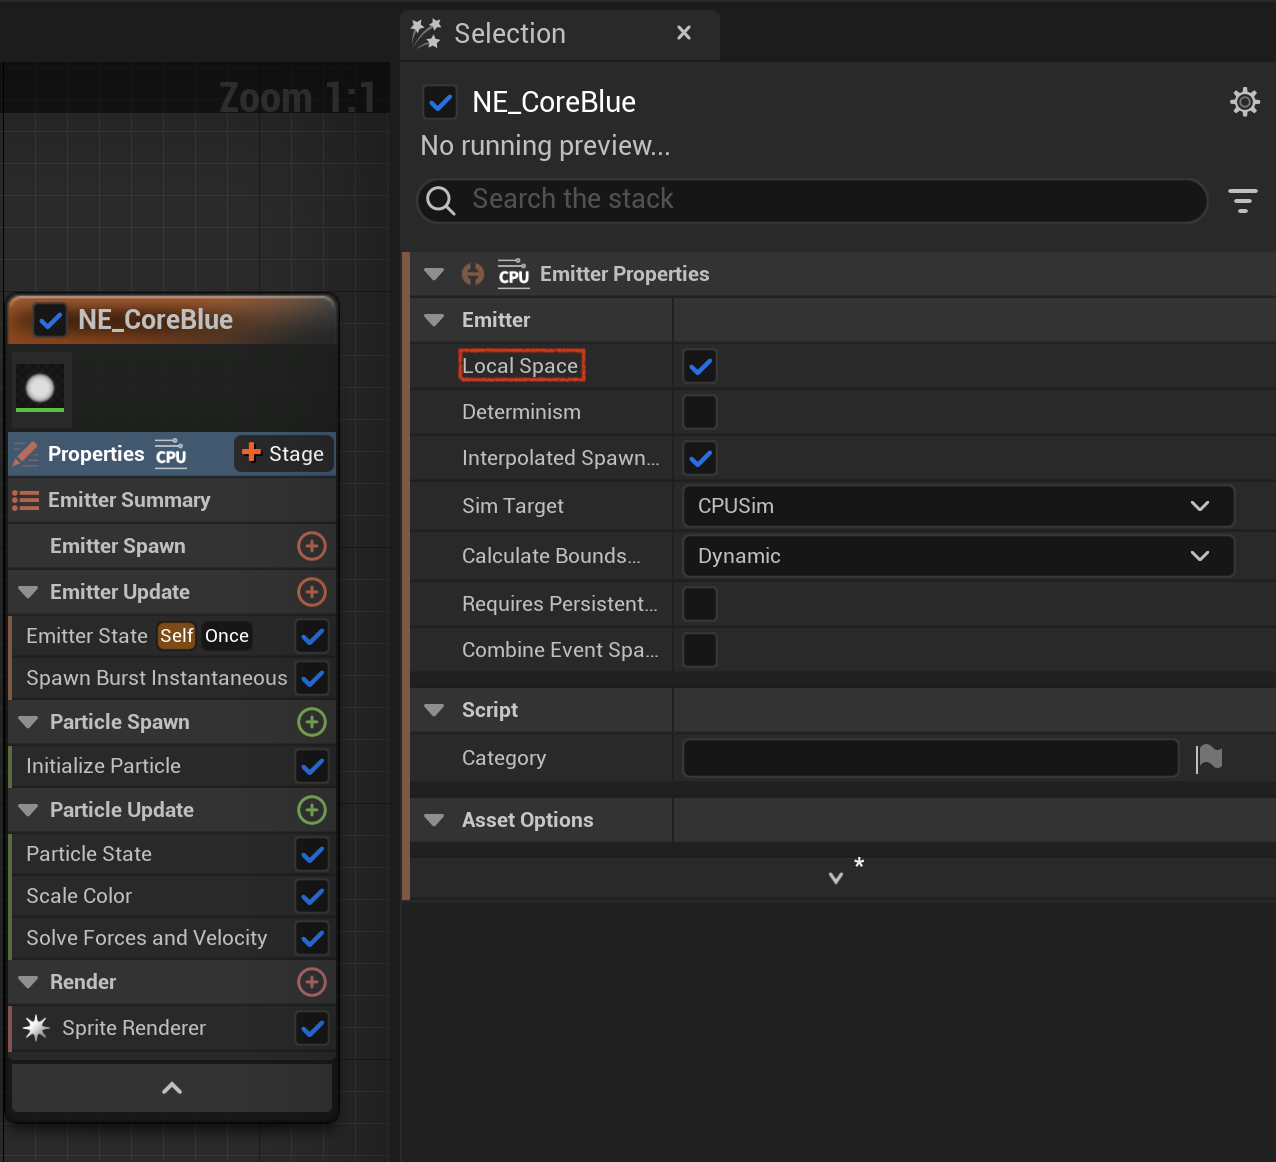 Selection
Zoom 1:1
NE_CoreBlue
No running preview...
Search the stack
CPU Emitter Properties
Emitter
Local Space
Determinism
Interpolated Spawn...
Sim Target CPUSim
Calculate Bounds... Dynamic
Requires Persistent...
Combine Event Spa...
Script
Category
Asset Options
*
NE_CoreBlue
Properties CPU + Stage
Emitter Summary
Emitter Spawn
Emitter Update
Emitter State Self Once
Spawn Burst Instantaneous
Particle Spawn
Initialize Particle
Particle Update
Particle State
Scale Color
Solve Forces and Velocity
Render
Sprite Renderer